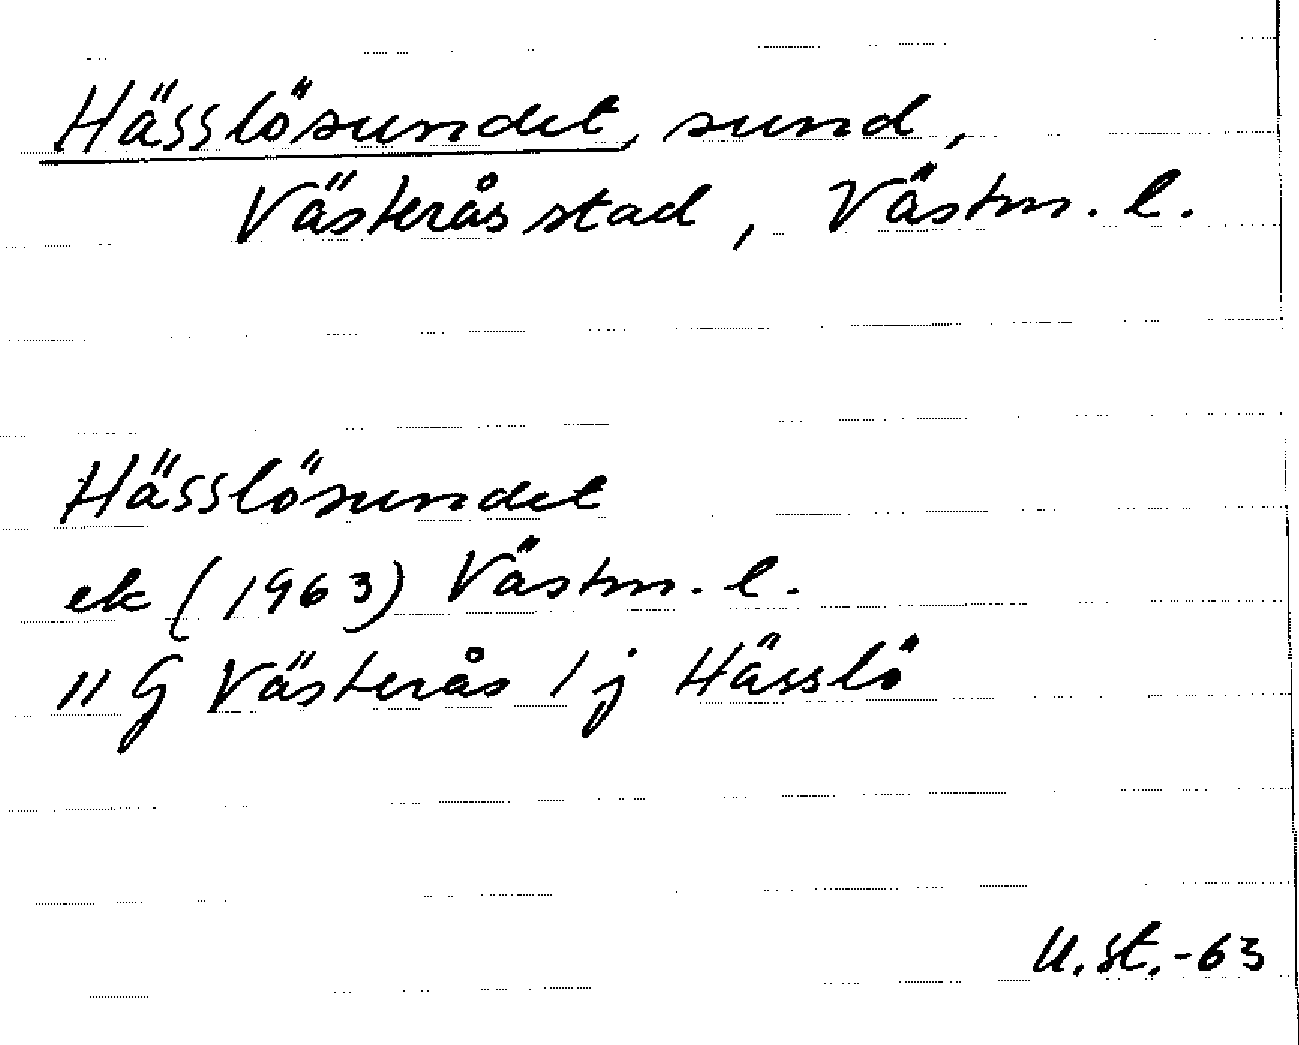 Hässlösundet, sund,
Västerås stad, Västm. l.
Hässlösundet
ek (1963) Västm. l.
11 G Västerås 1 j Hässlö
U.St.-63